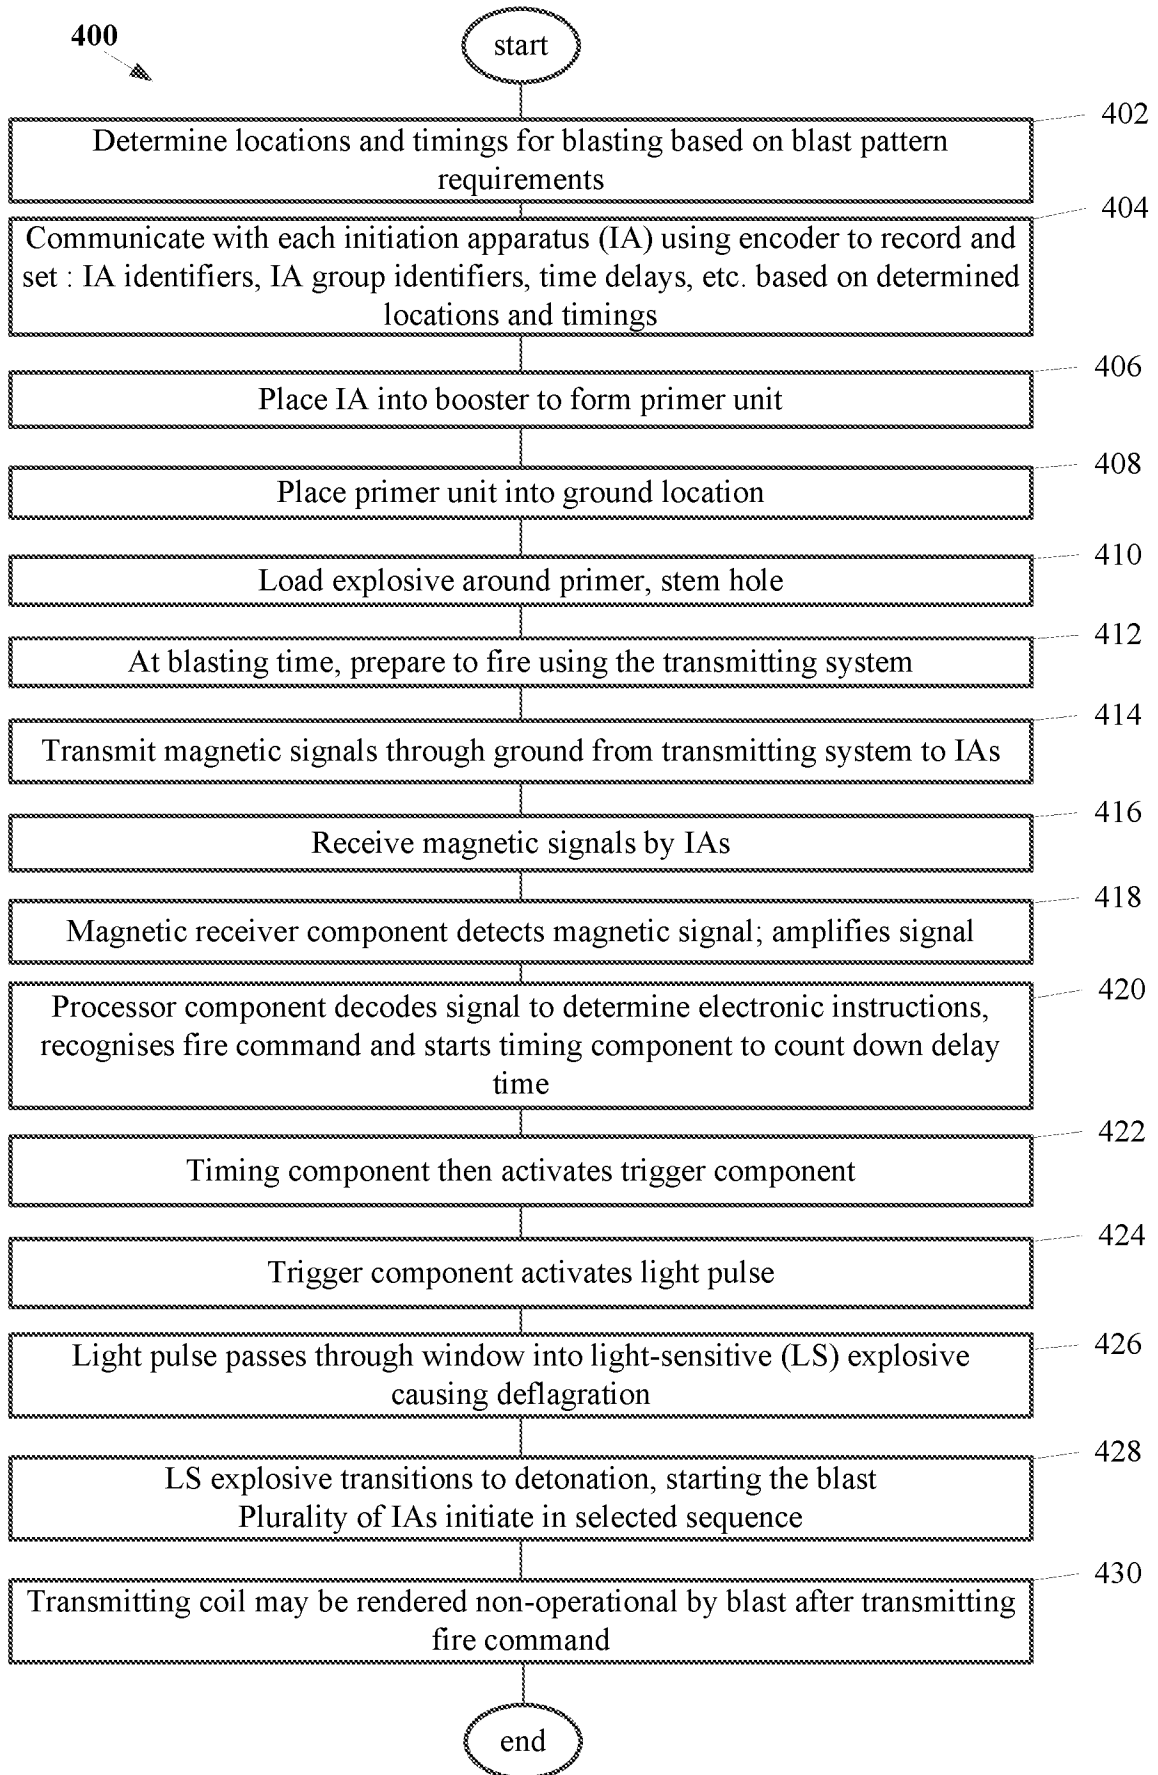 400
start
402
Determine locations and timings for blasting based on blast pattern
requirements
404
Communicate with each initiation apparatus (IA) using encoder to record and
set : IA identifiers, IA group identifiers, time delays, etc. based on determined
locations and timings
406
Place IA into booster to form primer unit
408
Place primer unit into ground location
410
Load explosive around primer, stem hole
412
At blasting time, prepare to fire using the transmitting system
414
Transmit magnetic signals through ground from transmitting system to IAs
416
Receive magnetic signals by IAs
418
Magnetic receiver component detects magnetic signal; amplifies signal
420
Processor component decodes signal to determine electronic instructions,
recognises fire command and starts timing component to count down delay
time
422
Timing component then activates trigger component
424
Trigger component activates light pulse
426
Light pulse passes through window into light-sensitive (LS) explosive
causing deflagration
428
LS explosive transitions to detonation, starting the blast
Plurality of IAs initiate in selected sequence
430
Transmitting coil may be rendered non-operational by blast after transmitting
fire command
end